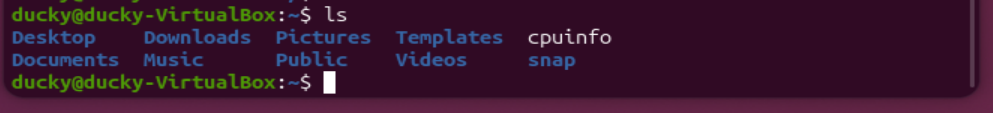 ducky@ducky-VirtualBox:~$ ls
Desktop Downloads Pictures Templates cpuinfo
Documents Music Public Videos snap
ducky@ducky-VirtualBox:~$